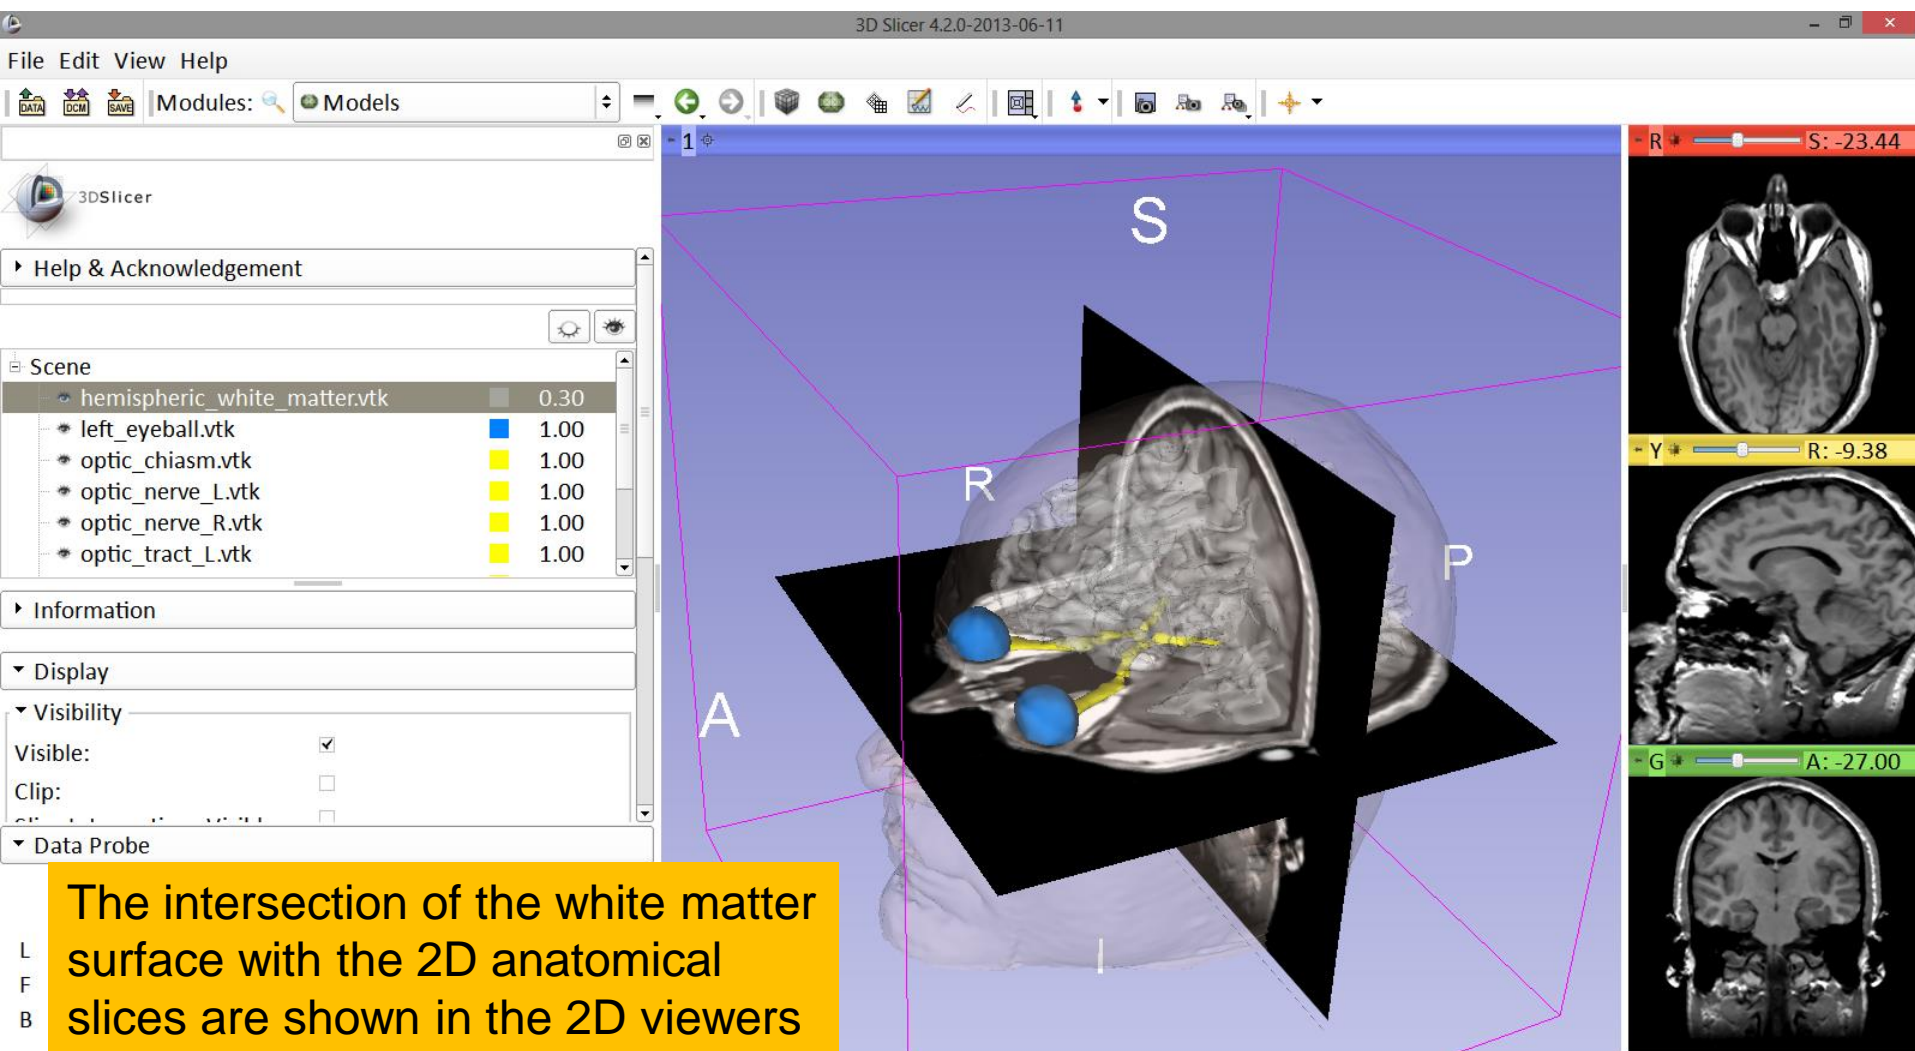 3D Slicer 4.2.0-2013-06-11
File Edit View Help
DATA DCM SAVE Modules: Models
1
R S: -23.44
3DSlicer
Help & Acknowledgement
Scene
hemispheric_white_matter.vtk 0.30
left_eyeball.vtk 1.00
optic_chiasm.vtk 1.00
optic_nerve_L.vtk 1.00
optic_nerve_R.vtk 1.00
optic_tract_L.vtk 1.00
Information
Display
Visibility
Visible:
Clip:
Data Probe
L
F
B
S
R
P
A
I
Y R: -9.38
G A: -27.00
The intersection of the white matter
surface with the 2D anatomical
slices are shown in the 2D viewers